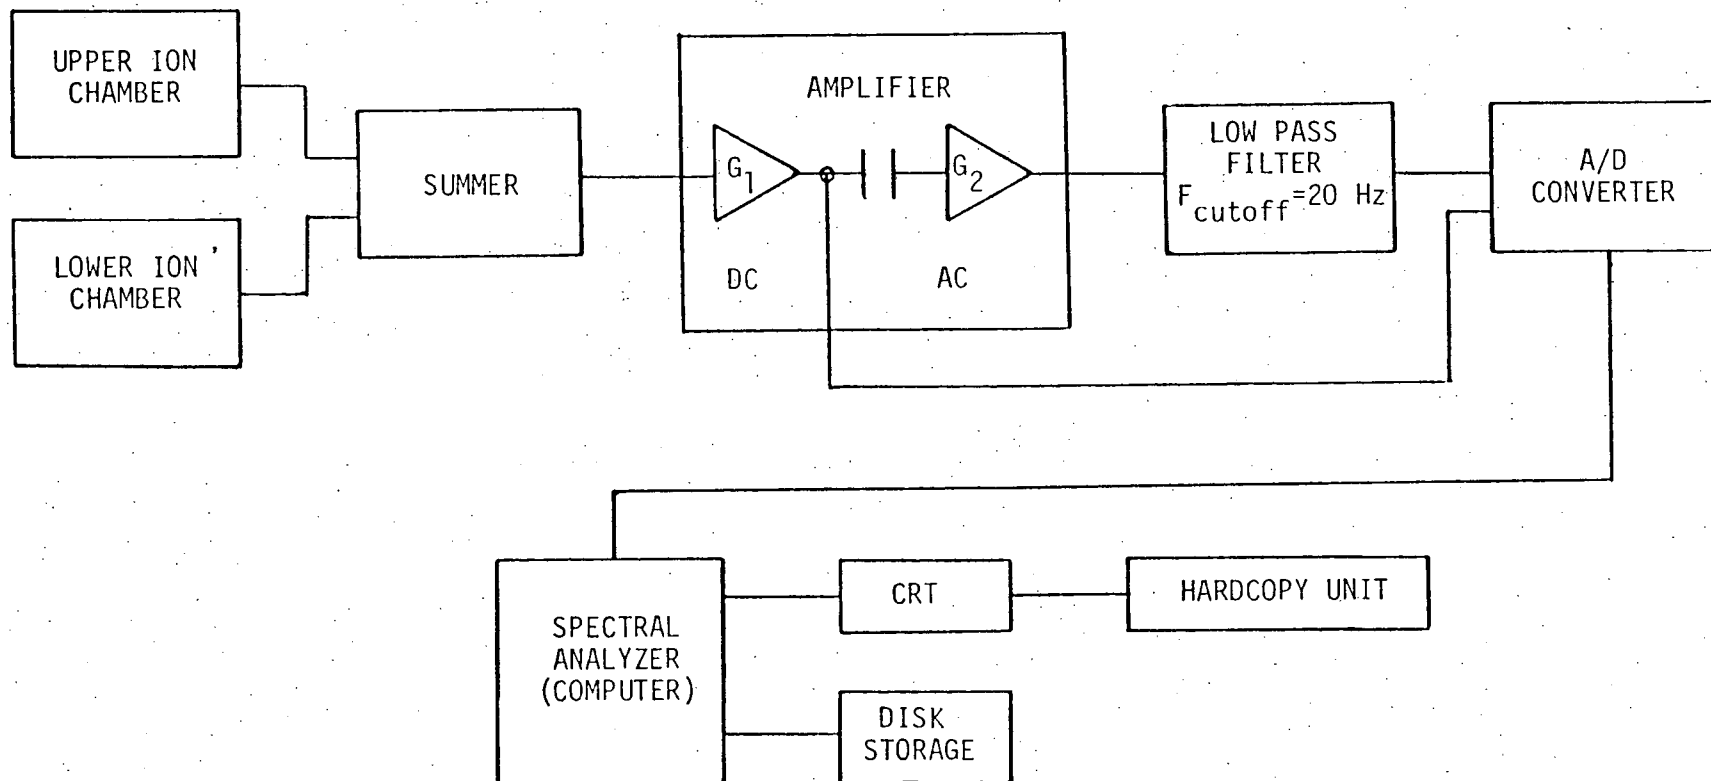 UPPER ION
CHAMBER
LOWER ION
CHAMBER
SUMMER
AMPLIFIER
G1
G2
DC
AC
LOW PASS
FILTER
Fcutoff=20 Hz
A/D
CONVERTER
SPECTRAL
ANALYZER
(COMPUTER)
CRT
HARDCOPY UNIT
DISK
STORAGE